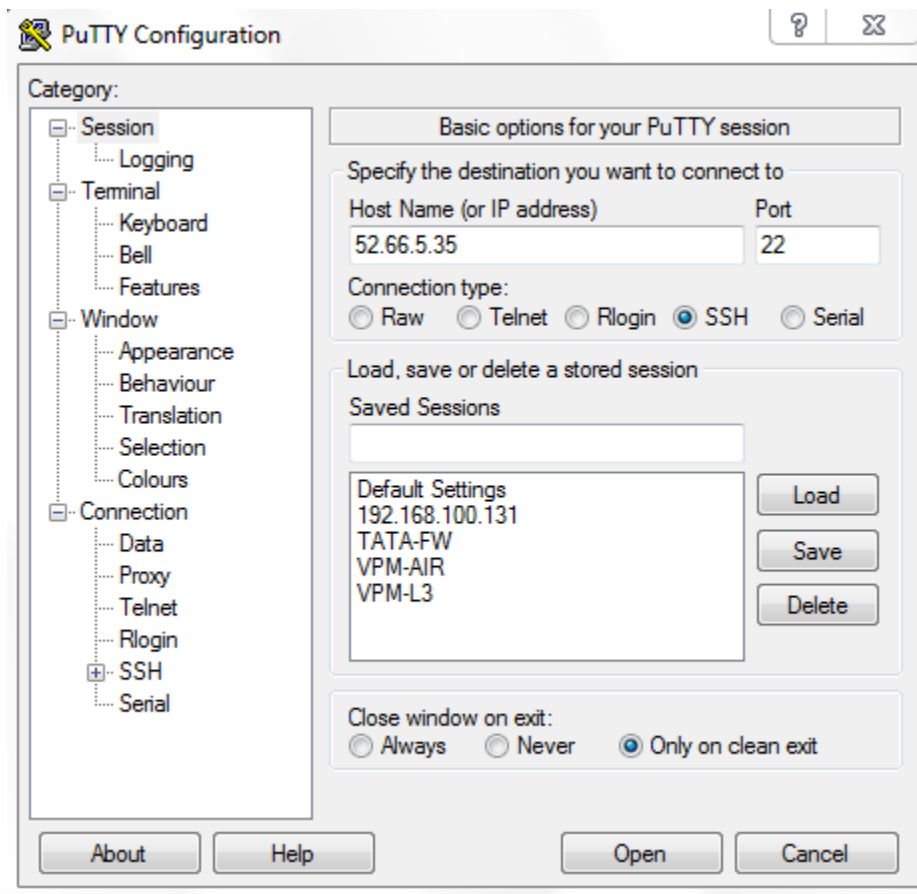 PuTTY Configuration
Category:
Session
Logging
Terminal
Keyboard
Bell
Features
Window
Appearance
Behaviour
Translation
Selection
Colours
Connection
Data
Proxy
Telnet
Rlogin
SSH
Serial
Basic options for your PuTTY session
Specify the destination you want to connect to
Host Name (or IP address) Port
52.66.5.35 22
Connection type:
Raw Telnet Rlogin SSH Serial
Load, save or delete a stored session
Saved Sessions
Default Settings
192.168.100.131
TATA-FW
VPM-AIR
VPM-L3
Load
Save
Delete
Close window on exit:
Always Never Only on clean exit
About Help Open Cancel